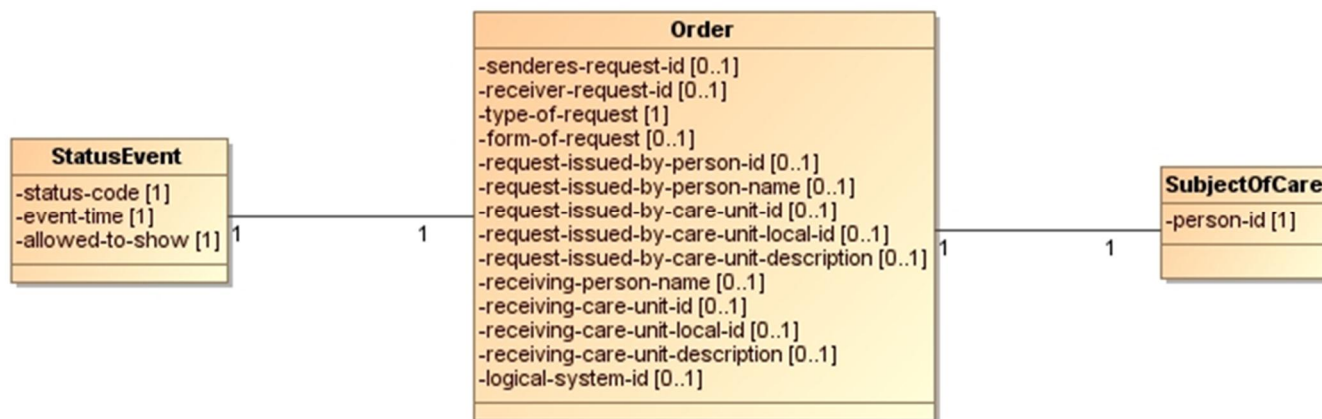 StatusEvent
-status-code [1]
-event-time [1]
-allowed-to-show [1]
1
1
Order
-senderes-request-id [0..1]
-receiver-request-id [0..1]
-type-of-request [1]
-form-of-request [0..1]
-request-issued-by-person-id [0..1]
-request-issued-by-person-name [0..1]
-request-issued-by-care-unit-id [0..1]
-request-issued-by-care-unit-local-id [0..1]
-request-issued-by-care-unit-description [0..1]
-receiving-person-name [0..1]
-receiving-care-unit-id [0..1]
-receiving-care-unit-local-id [0..1]
-receiving-care-unit-description [0..1]
-logical-system-id [0..1]
1
1
SubjectOfCare
-person-id [1]